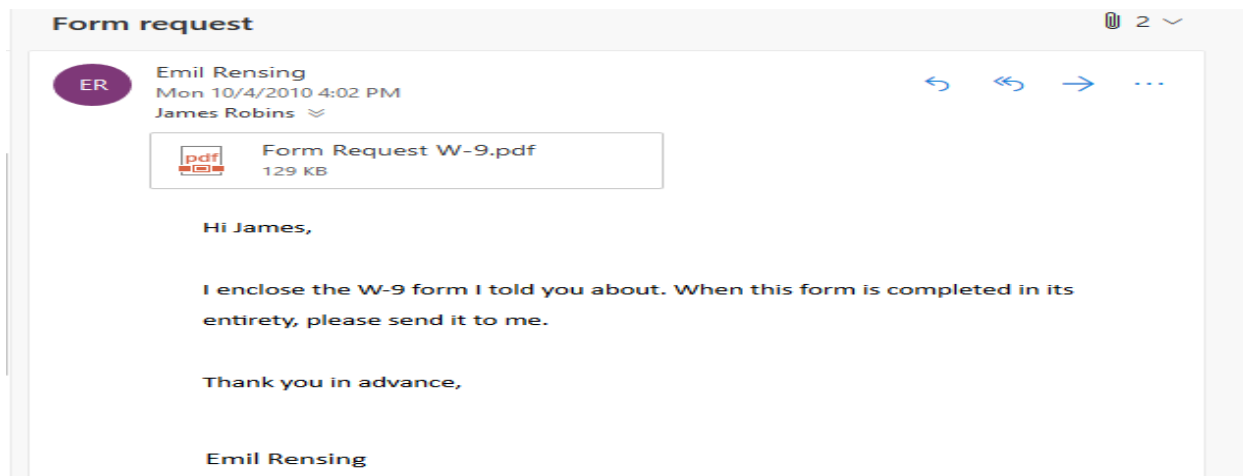 Form request
2
ER
Emil Rensing
Mon 10/4/2010 4:02 PM
James Robins
pdf
Form Request W-9.pdf
129 KB
Hi James,
I enclose the W-9 form I told you about. When this form is completed in its
entirety, please send it to me.
Thank you in advance,
Emil Rensing